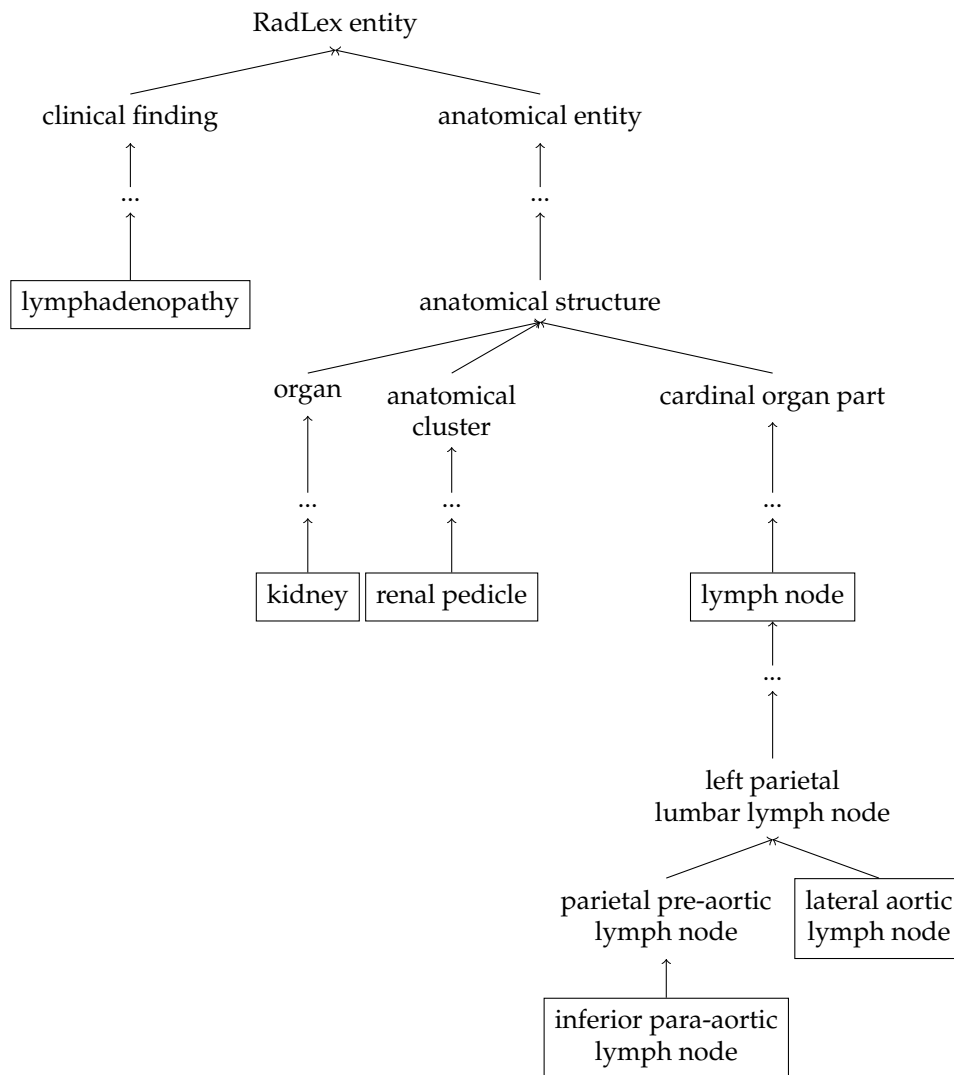 RadLex entity
clinical finding
anatomical entity
...
...
lymphadenopathy
anatomical structure
organ
anatomical
cluster
cardinal organ part
...
...
...
kidney
renal pedicle
lymph node
...
left parietal
lumbar lymph node
parietal pre-aortic
lymph node
lateral aortic
lymph node
inferior para-aortic
lymph node